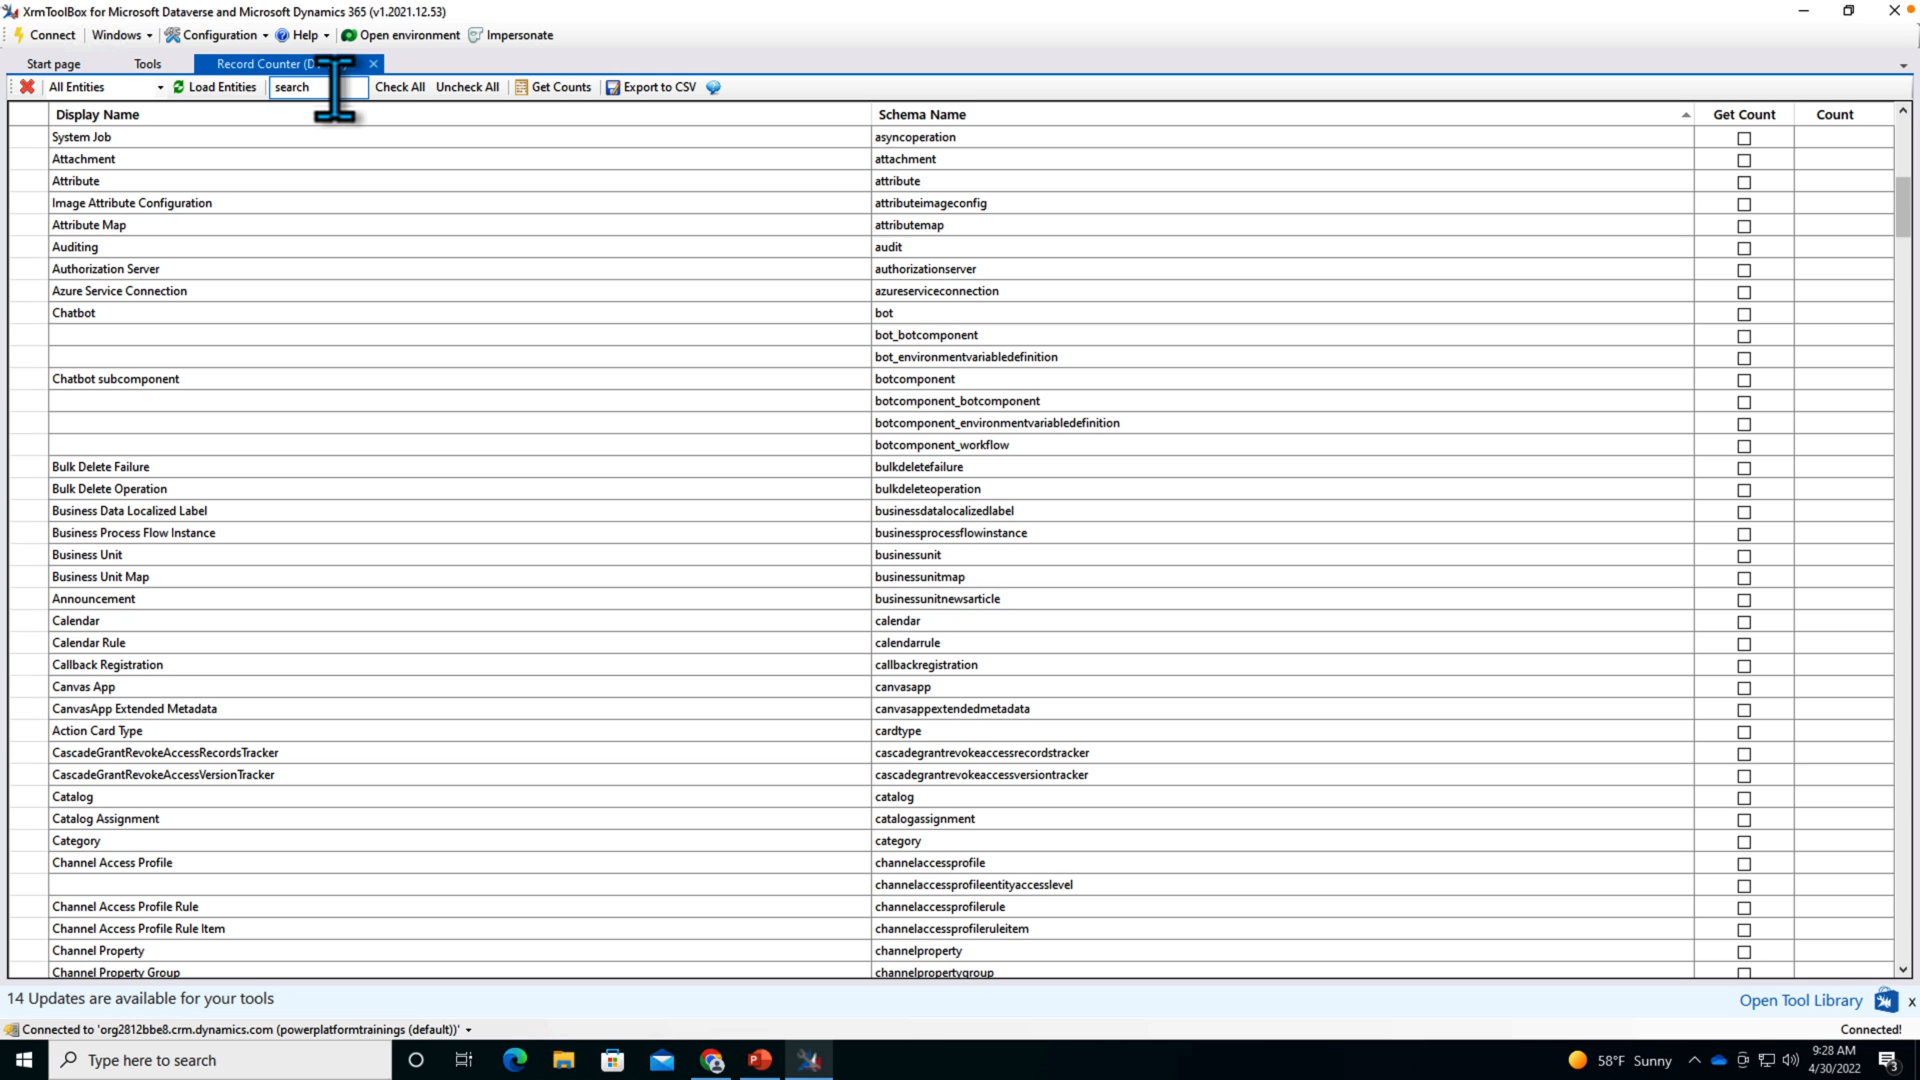 XrmToolBox for Microsoft Dataverse and Microsoft Dynamics 365 (v1.2021.12.53)
Connect Windows Configuration Help Open environment Impersonate
Start page Tools Record Counter
All Entities Load Entities search Check All Uncheck All Get Counts Export to CSV
Display Name Schema Name Get Count Count
System Job asyncoperation
Attachment attachment
Attribute attribute
Image Attribute Configuration attributeimageconfig
Attribute Map attributemap
Auditing audit
Authorization Server authorizationserver
Azure Service Connection azureserviceconnection
Chatbot bot
bot_botcomponent
bot_environmentvariabledefinition
Chatbot subcomponent botcomponent
botcomponent_botcomponent
botcomponent_environmentvariabledefinition
botcomponent_workflow
Bulk Delete Failure bulkdeletefailure
Bulk Delete Operation bulkdeleteoperation
Business Data Localized Label businessdatalocalizedlabel
Business Process Flow Instance businessprocessflowinstance
Business Unit businessunit
Business Unit Map businessunitmap
Announcement businessunitnewsarticle
Calendar calendar
Calendar Rule calendarrule
Callback Registration callbackregistration
Canvas App canvasapp
CanvasApp Extended Metadata canvasappextendedmetadata
Action Card Type cardtype
CascadeGrantRevokeAccessRecordsTracker cascadegrantrevokeaccessrecordstracker
CascadeGrantRevokeAccessVersionTracker cascadegrantrevokeaccessversiontracker
Catalog catalog
Catalog Assignment catalogassignment
Category category
Channel Access Profile channelaccessprofile
channelaccessprofileentityaccesslevel
Channel Access Profile Rule channelaccessprofilerule
Channel Access Profile Rule Item channelaccessprofileruleitem
Channel Property channelproperty
Channel Property Group channelpropertygroup
14 Updates are available for your tools Open Tool Library x
Connected to 'org2812bbe8.crm.dynamics.com (powerplatformtrainings (default))' Connected!
Type here to search 58°F Sunny 9:28 AM
4/30/2022 3